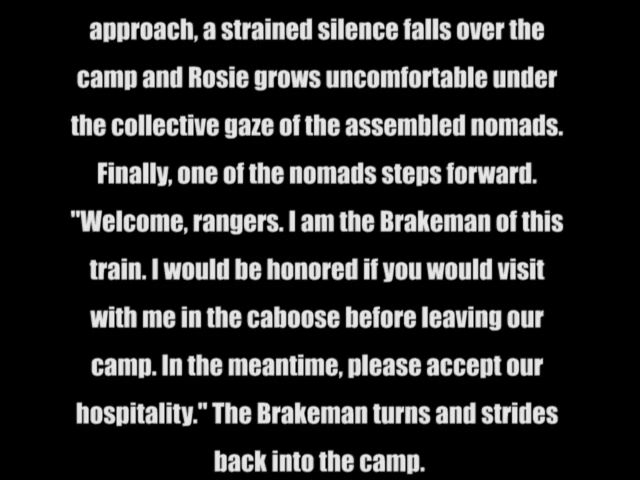 approach, a strained silence falls over the
camp and Rosie grows uncomfortable under
the collective gaze of the assembled nomads.
Finally, one of the nomads steps forward.
"Welcome, rangers. I am the Brakeman of this
train. I would be honored if you would visit
with me in the caboose before leaving our
camp. In the meantime, please accept our
hospitality." The Brakeman turns and strides
back into the camp.